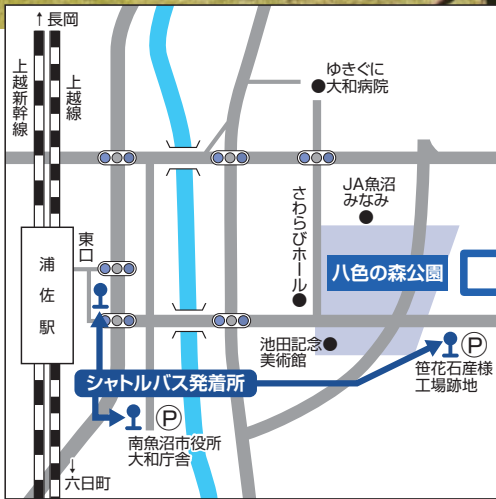 ↑長岡
上越新幹線
上越線
ゆきぐに
大和病院
JA魚沼
みなみ
さわらびホール
東口
浦佐駅
八色の森公園
池田記念
美術館
シャトルバス発着所
P
笹花石産様
工場跡地
P
南魚沼市役所
大和庁舎
↓
六日町